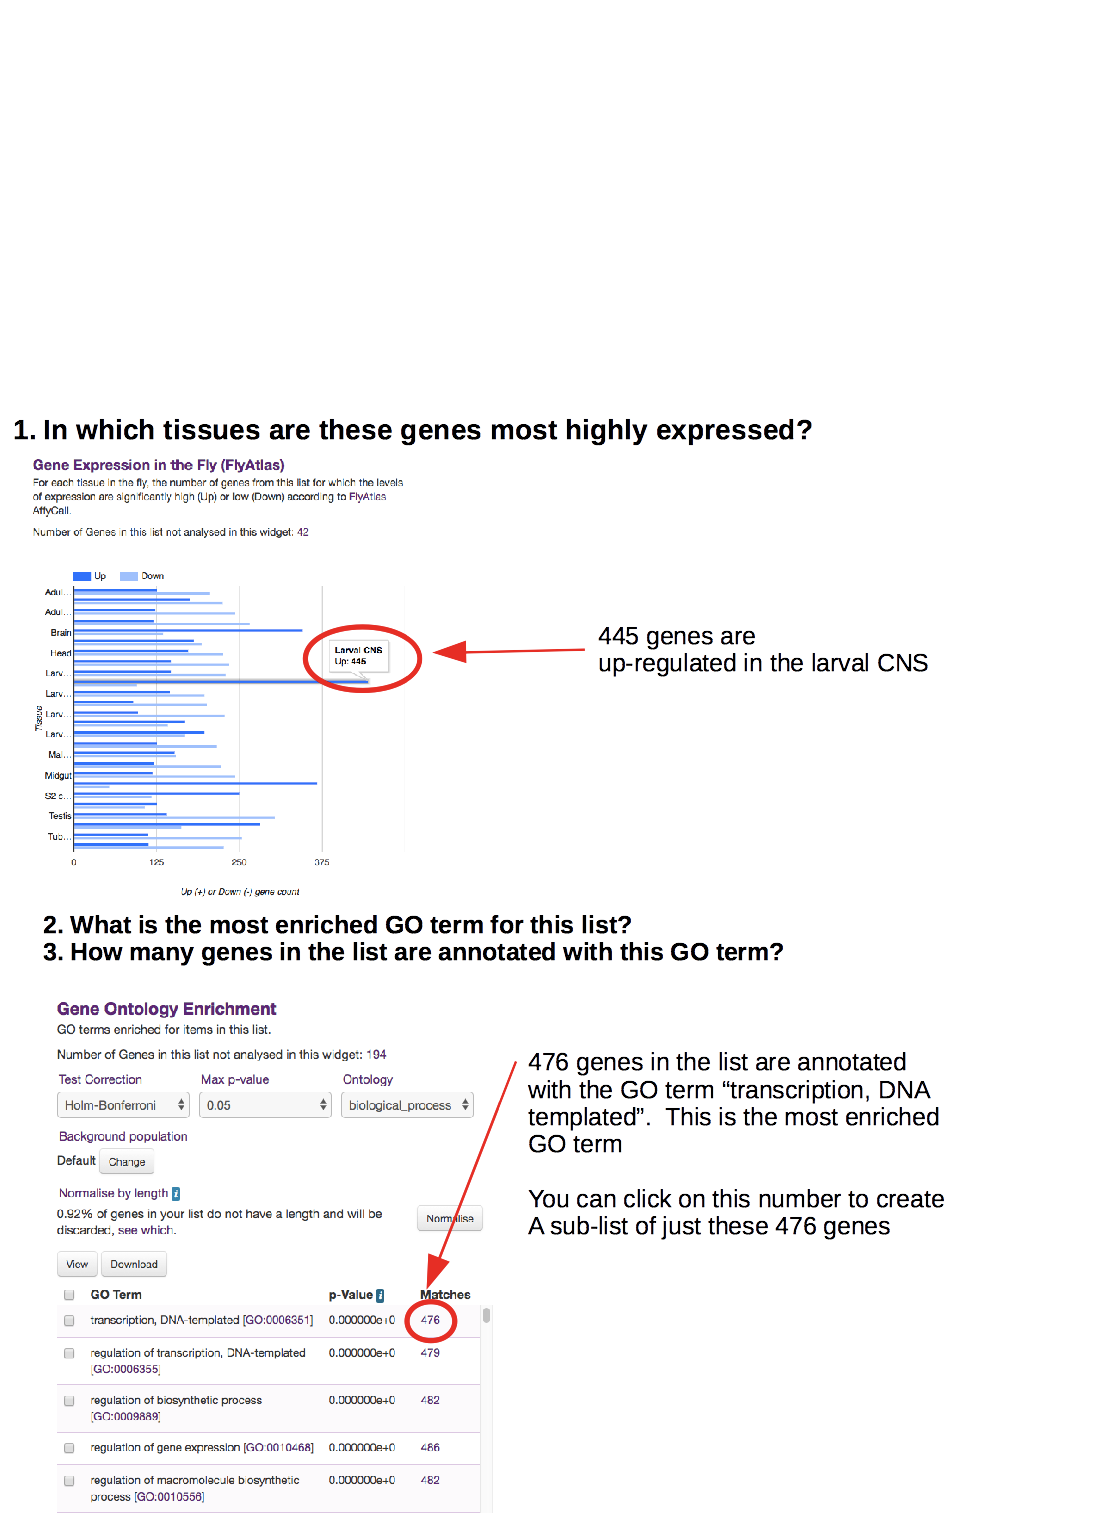 1. In which tissues are these genes most highly expressed?
Gene Expression in the Fly (FlyAtlas)
For each tissue in the fly, the number of genes from this list for which the levels
of expression are significantly high (Up) or low (Down) according to FlyAtlas
AffyCall.
Number of Genes in this list not analysed in this widget: 42
Up Down
Adul...
Adul...
Brain
Head
Larv...
Larv...
Larv...
Larv...
Mal...
Midgut
S2 c...
Testis
Tub...
Tissue
Larval CNS
Up: 445
0 125 250 375
Up (+) or Down (-) gene count
445 genes are
up-regulated in the larval CNS
2. What is the most enriched GO term for this list?
3. How many genes in the list are annotated with this GO term?
Gene Ontology Enrichment
GO terms enriched for items in this list.
Number of Genes in this list not analysed in this widget: 194
Test Correction Max p-value Ontology
Holm-Bonferroni 0.05 biological_process
Background population
Default Change
Normalise by length i
0.92% of genes in your list do not have a length and will be
discarded, see which.
Normalise
View Download
GO Term p-Value i Matches
transcription, DNA-templated [GO:0006351] 0.000000e+0 476
regulation of transcription, DNA-templated 0.000000e+0 479
[GO:0006355]
regulation of biosynthetic process 0.000000e+0 482
[GO:0009889]
regulation of gene expression [GO:0010468] 0.000000e+0 486
regulation of macromolecule biosynthetic 0.000000e+0 482
process [GO:0010556]
476 genes in the list are annotated
with the GO term “transcription, DNA
templated”. This is the most enriched
GO term
You can click on this number to create
A sub-list of just these 476 genes